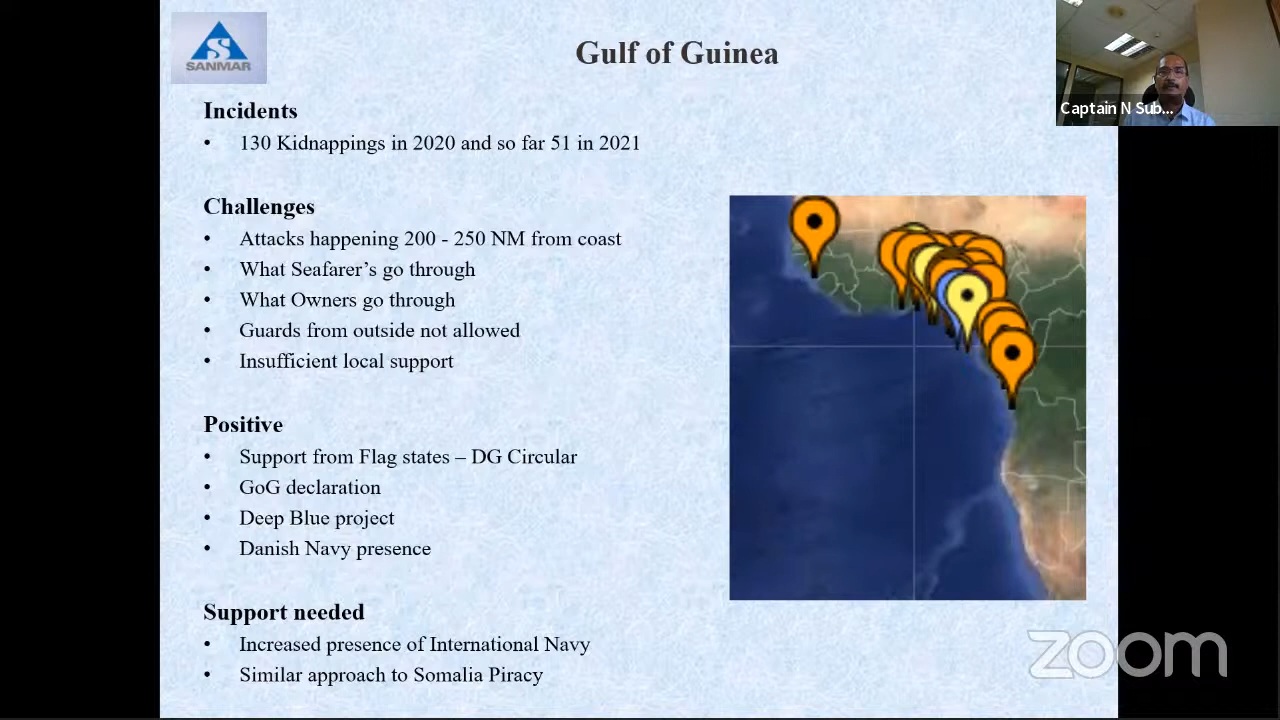 S
SANMAR
Gulf of Guinea
Captain N Sub...
Incidents
• 130 Kidnappings in 2020 and so far 51 in 2021
Challenges
• Attacks happening 200 - 250 NM from coast
• What Seafarer’s go through
• What Owners go through
• Guards from outside not allowed
• Insufficient local support
Positive
• Support from Flag states – DG Circular
• GoG declaration
• Deep Blue project
• Danish Navy presence
Support needed
• Increased presence of International Navy
• Similar approach to Somalia Piracy
zoom